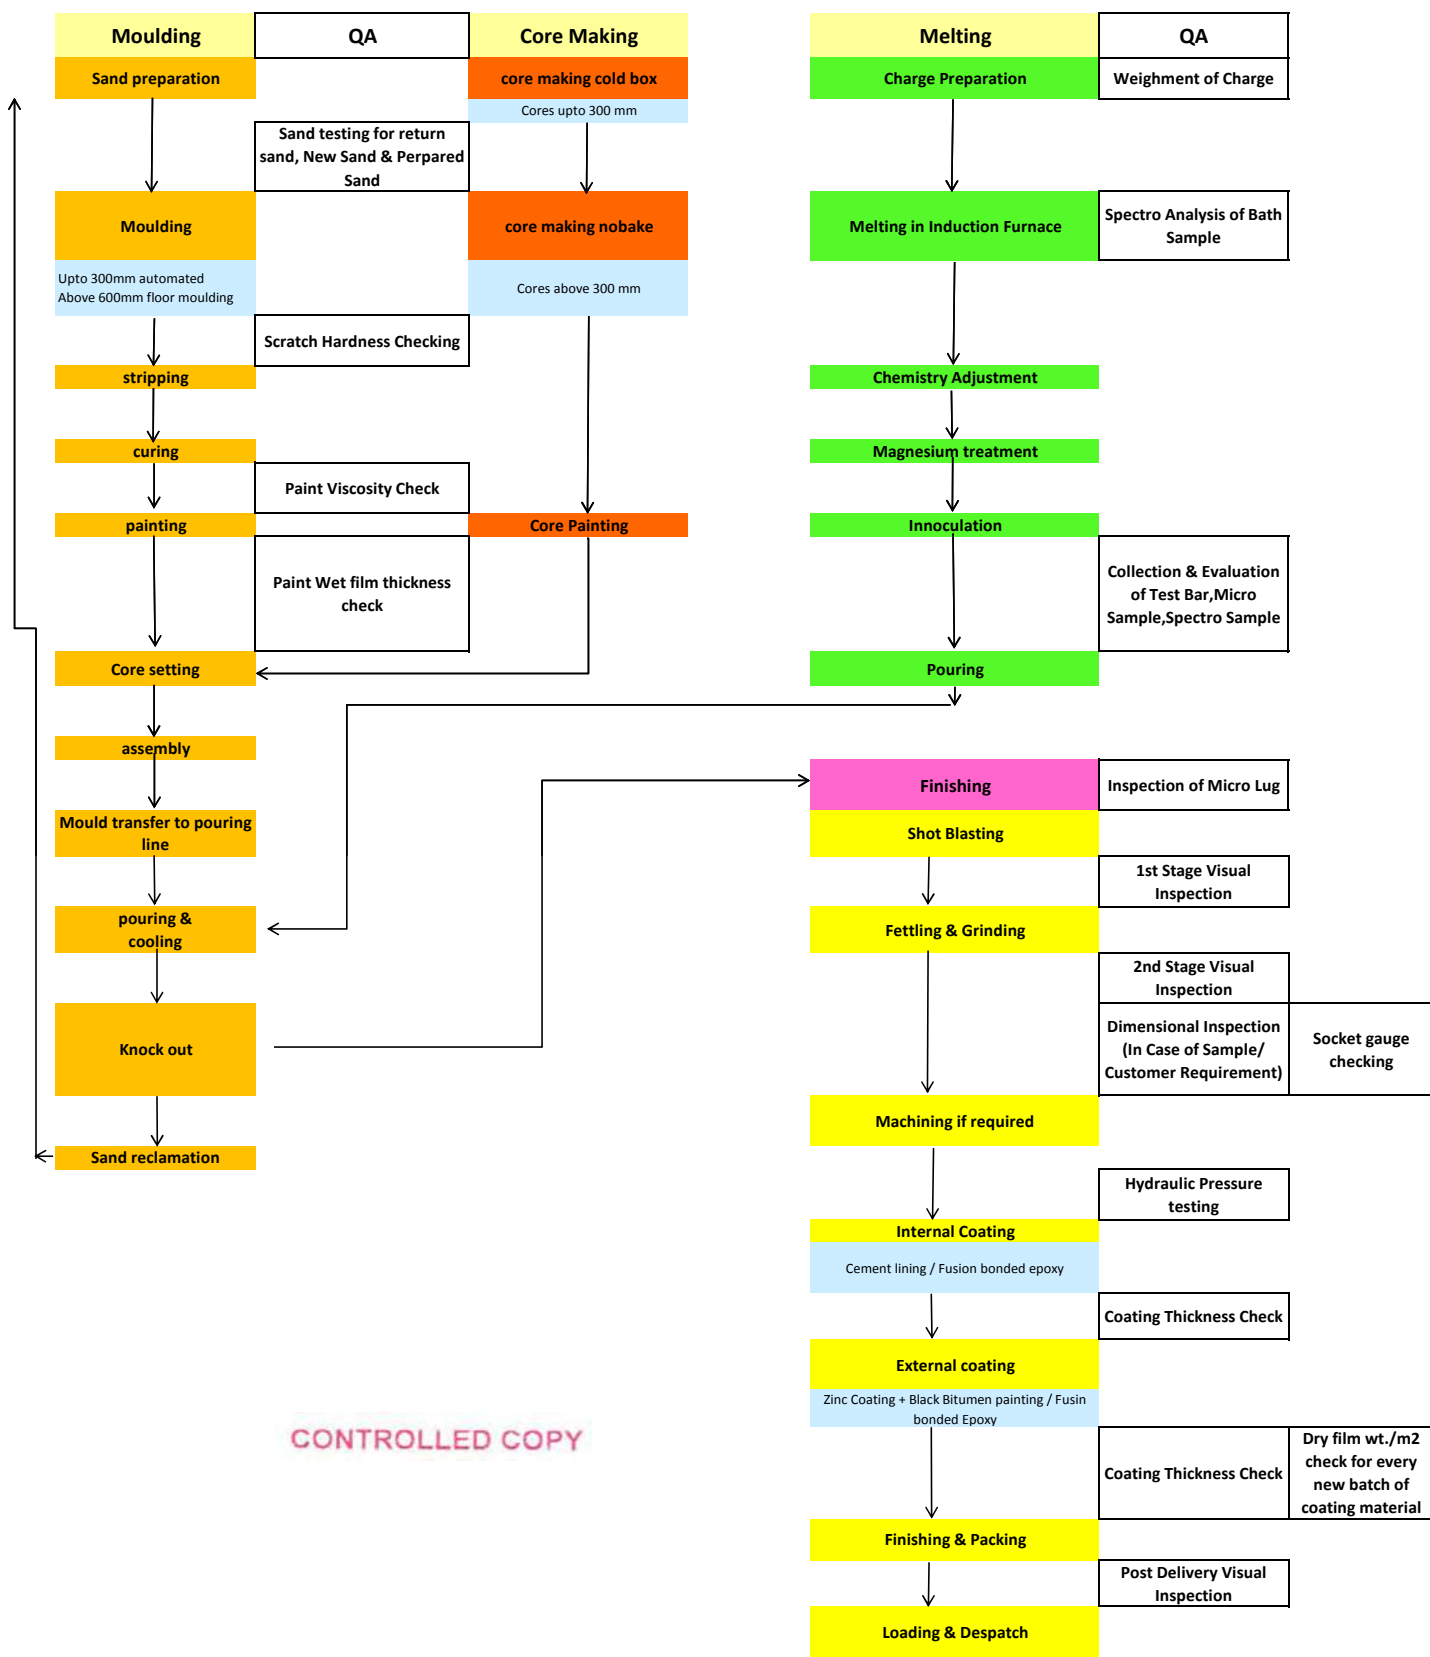 Moulding
QA
Core Making
Sand preparation
core making cold box
Cores upto 300 mm
Sand testing for return
sand, New Sand & Perpared
Sand
Moulding
core making nobake
Upto 300mm automated
Above 600mm floor moulding
Cores above 300 mm
Scratch Hardness Checking
stripping
curing
Paint Viscosity Check
painting
Core Painting
Paint Wet film thickness
check
Core setting
assembly
Mould transfer to pouring
line
pouring &
cooling
Knock out
Sand reclamation
Melting
QA
Charge Preparation
Weighment of Charge
Melting in Induction Furnace
Spectro Analysis of Bath
Sample
Chemistry Adjustment
Magnesium treatment
Innoculation
Collection & Evaluation
of Test Bar,Micro
Sample,Spectro Sample
Pouring
Finishing
Inspection of Micro Lug
Shot Blasting
1st Stage Visual
Inspection
Fettling & Grinding
2nd Stage Visual
Inspection
Dimensional Inspection
(In Case of Sample/
Customer Requirement)
Socket gauge
checking
Machining if required
Hydraulic Pressure
testing
Internal Coating
Cement lining / Fusion bonded epoxy
Coating Thickness Check
External coating
Zinc Coating + Black Bitumen painting / Fusin
bonded Epoxy
Coating Thickness Check
Dry film wt./m2
check for every
new batch of
coating material
Finishing & Packing
Post Delivery Visual
Inspection
Loading & Despatch
CONTROLLED COPY